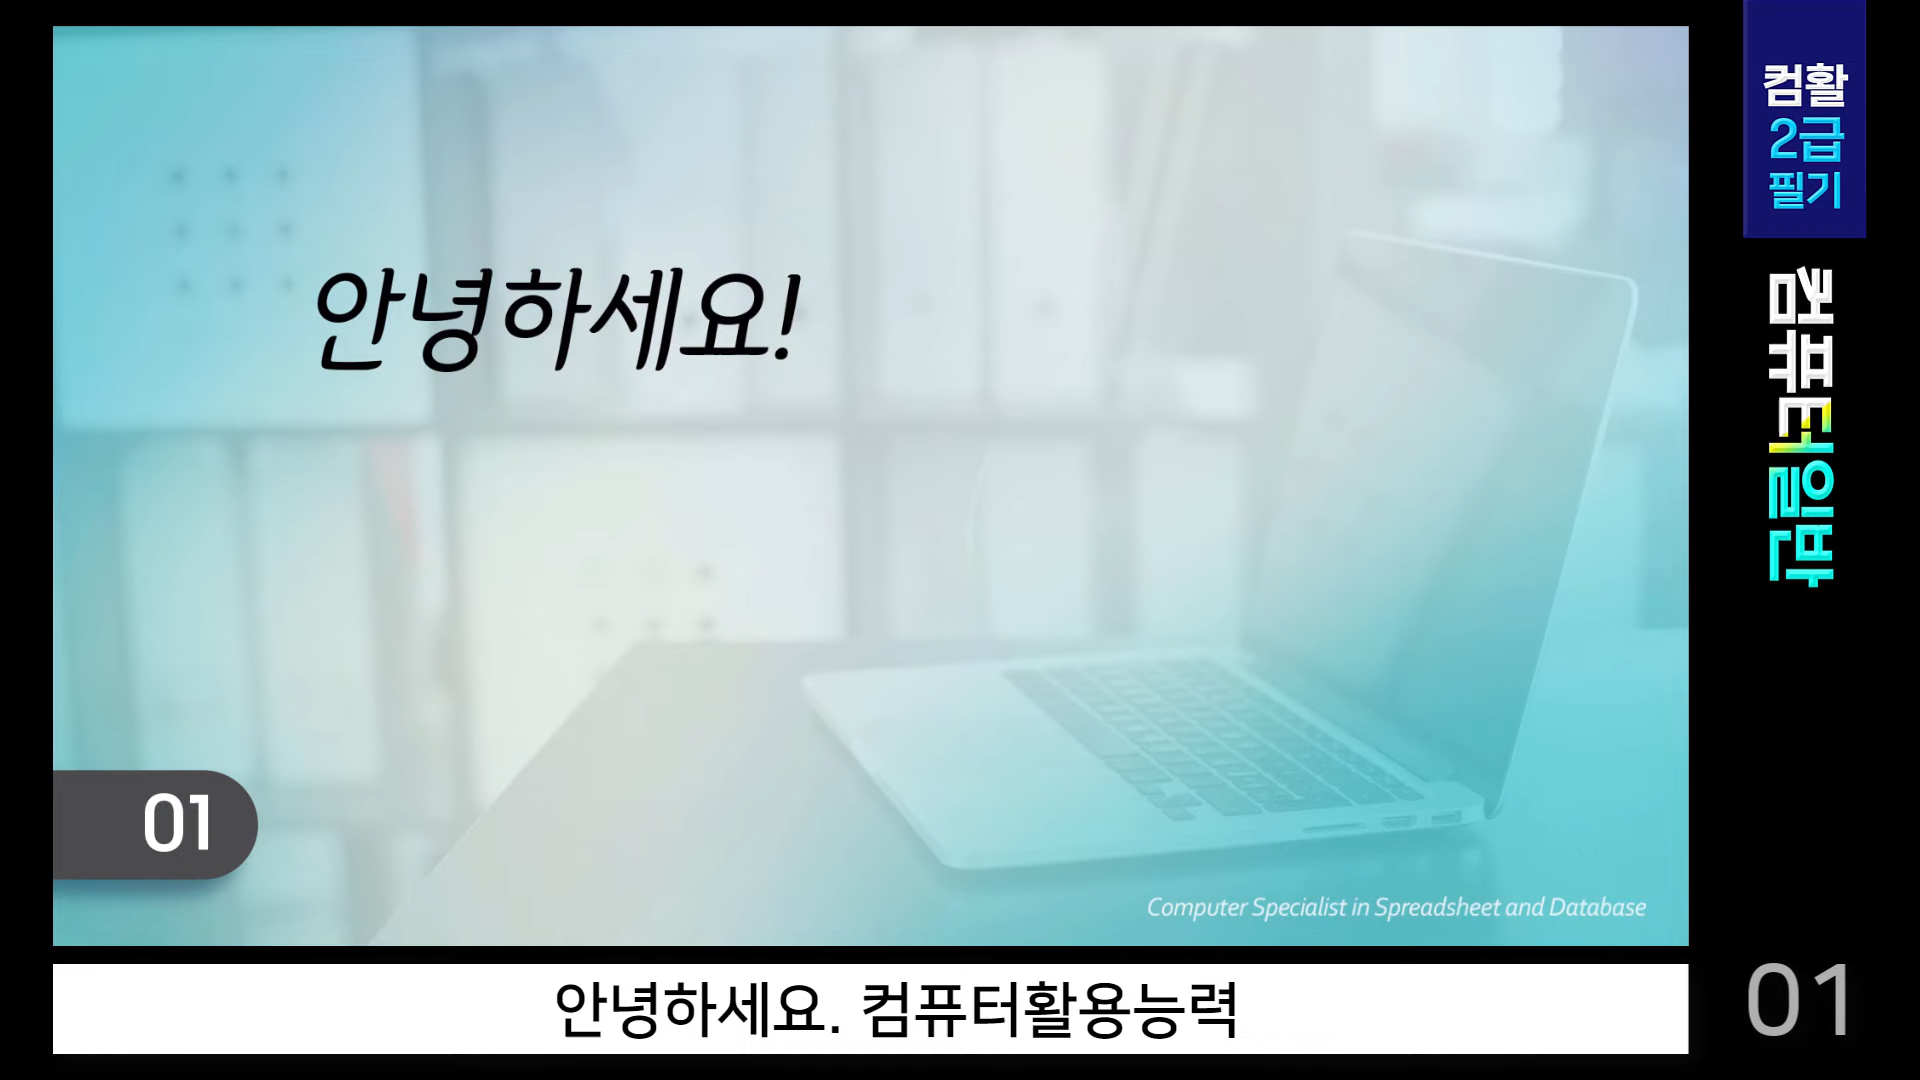 안녕하세요!
01
Computer Specialist in Spreadsheet and Database
안녕하세요. 컴퓨터활용능력
컴활
2급
필기
컴퓨터일반
01